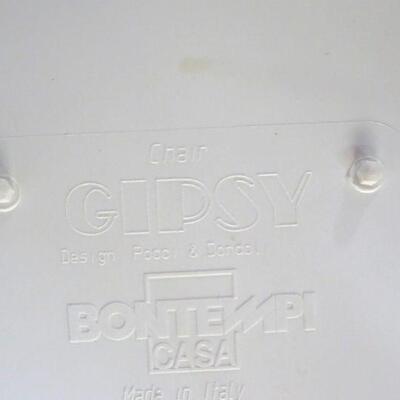 Chair
GIPSY
Design Pocci & Dondoli
BONTEMPI
CASA
Made in Italy